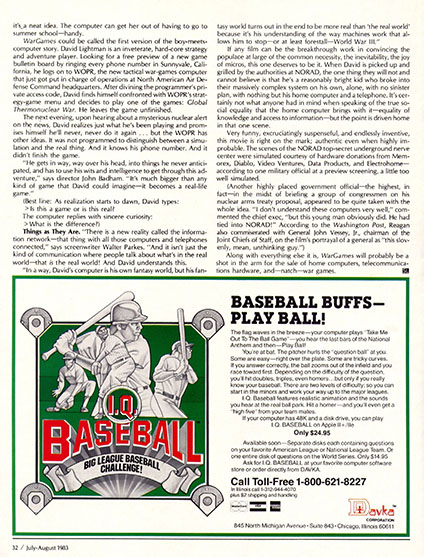 it's a neat idea. The computer can get her out of having to go to
summer school—handy.
WarGames could be called the first version of the boy-meets-
computer story. David Lightman is an inveterate, hard-core strategy
and adventure player. Looking for a free preview of a new game
bulletin board by ringing every phone number in Sunnyvale, Cali-
fornia, he logs on to WOPR, the new tactical war-games computer
that just got put in charge of operations at North American Air De-
fense Command headquarters. After divining the programmer's pri-
vate access code, David finds himself confronted with WOPR's strat-
egy-game menu and decides to play one of the games: Global
Thermonuclear War. He leaves the game unfinished.
The next evening, upon hearing about a mysterious nuclear alert
on the news, David realizes just what he's been playing and prom-
ises himself he'll never, never do it again . . . but the WOPR has
other ideas. It was not programmed to distinguish between a simu-
lation and the real thing. And it knows his phone number. And it
didn't finish the game.
"He gets in way, way over his head, into things he never antici-
pated, and has to use his wits and intelligence to get through this ad-
venture," says director John Badham. "It's much bigger than any
kind of game that David could imagine—it becomes a real-life
game."
(Best line: As realization starts to dawn, David types:
>Is this a game or is this real?
The computer replies with sincere curiosity:
>What is the difference?)
Things as They Are. "There is a new reality called the informa-
tion network—that thing with all those computers and telephones
connected," says screenwriter Walter Parkes. "And it isn't just the
kind of communication where people talk about what's in the real
world—that is the real world! And David understands this.
"In a way, David's computer is his own fantasy world, but his fan-
tasy world turns out in the end to be more real than 'the real world'
because it's his understanding of the way machines work that al-
lows him to stop—or at least forestall—World War III."
If any film can be the breakthrough work for convincing the
populace at large of the common necessity, the inevitability, the joy
of micros, this one deserves to be it. When David is picked up and
grilled by the authorities at NORAD, the one thing they will not and
cannot believe is that he's a reasonably bright kid who broke into
their massively complex system on his own, alone, with no sinister
plan, with nothing but his home computer and a telephone. It's cer-
tainly not what anyone had in mind when speaking of the true so-
cial equality that the home computer brings with it—equality of
knowledge and access to information—but the point is driven home
in that one scene.
Very funny, excruciatingly suspenseful, and endlessly inventive,
this movie is right on the mark; authentic even when highly im-
probable. The scenes of the NORAD top-secret underground nerve
center were simulated courtesy of hardware donations from Mem-
orex, Diablo, Video Ventures, Data Products, and Electrohome—
according to one military official at a preview screening, a little too
well simulated.
(Another highly placed government official—the highest, in
fact—in the midst of briefing a group of congressmen on his
nuclear arms treaty proposal, appeared to be quite taken with the
whole idea. "I don't understand these computers very well," com-
mented the chief exec, "but this young man obviously did. He had
tied into NORAD!" According to the Washington Post, Reagan
also commented with General John Vessey, Jr., chairman of the
Joint Chiefs of Staff, on the film's portrayal of a general as "this slov-
enly, mean, unthinking guy.")
Along with everything else it is, WarGames will probably be a
shot in the arm for the sale of home computers, telecommunica-
tions hardware, and—natch—war games.
I.Q.
BASEBALL
BIG LEAGUE BASEBALL
CHALLENGE!
BASEBALL BUFFS—
PLAY BALL!
The flag waves in the breeze—your computer plays "Take Me
Out To The Ball Game"—you hear the last bars of the National
Anthem and then—Play Ball!
You're at bat. The pitcher hurls the "question ball" at you.
Some are easy—right over the plate. Some are tricky curves.
If you answer correctly, the ball zooms out of the infield and you
race toward first. Depending on the difficulty of the question,
you'll hit doubles, triples, even homers...but only if you really
know your baseball. There are two levels of difficulty; so you can
start in the minors and work your way up to the major leagues.
I.Q. Baseball features realistic animation and the sounds
you hear at the real ball park. Hit a homer—and you'll even get a
"high five" from your team mates.
If your computer has 48K and a disk drive, you can play
I.Q. BASEBALL on Apple II+/IIe
Only $24.95
Available soon—Separate disks each containing questions
on your favorite American League or National League Team. Or
one entire disk of questions on the World Series. Only $14.95
Ask for I.Q. BASEBALL at your favorite computer software
store or order directly from DAVKA.
Call Toll-Free 1-800-621-8227
In Illinois call 1-312-944-4070
plus $2 shipping and handling
MasterCard
VISA
Davka
CORPORATION
845 North Michigan Avenue • Suite 843 • Chicago, Illinois 60611
32 / July-August 1983